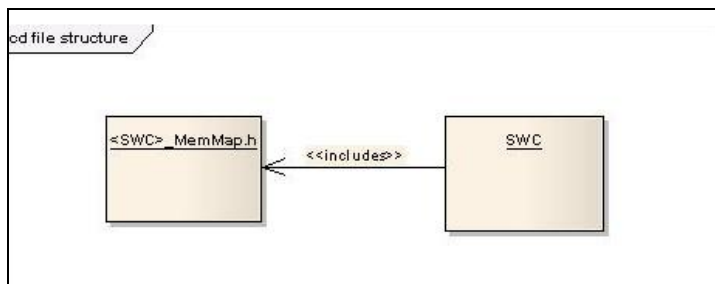 cd file structure
<SWC>_MemMap.h
<<includes>>
SWC